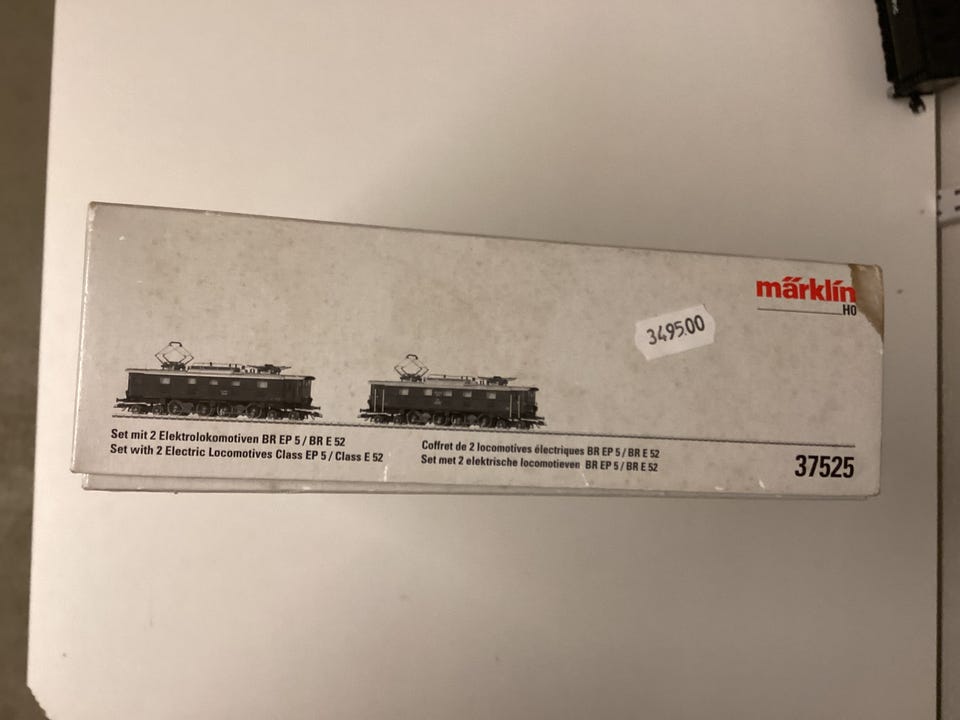 märklin
H0
3495.00
Set mit 2 Elektrolokomotiven BR EP 5 / BR E 52
Set with 2 Electric Locomotives Class EP 5 / Class E 52
Coffret de 2 locomotives électriques BR EP 5 / BR E 52
Set met 2 elektrische locomotieven BR EP 5 / BR E 52
37525